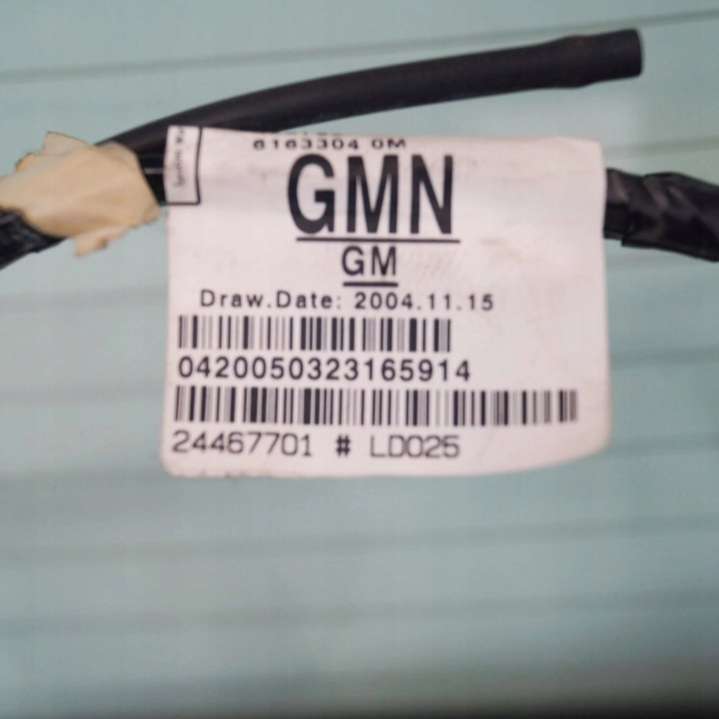 6163304 0M
GMN
GM
Draw.Date: 2004.11.15
0420050323165914
24467701 # LD025